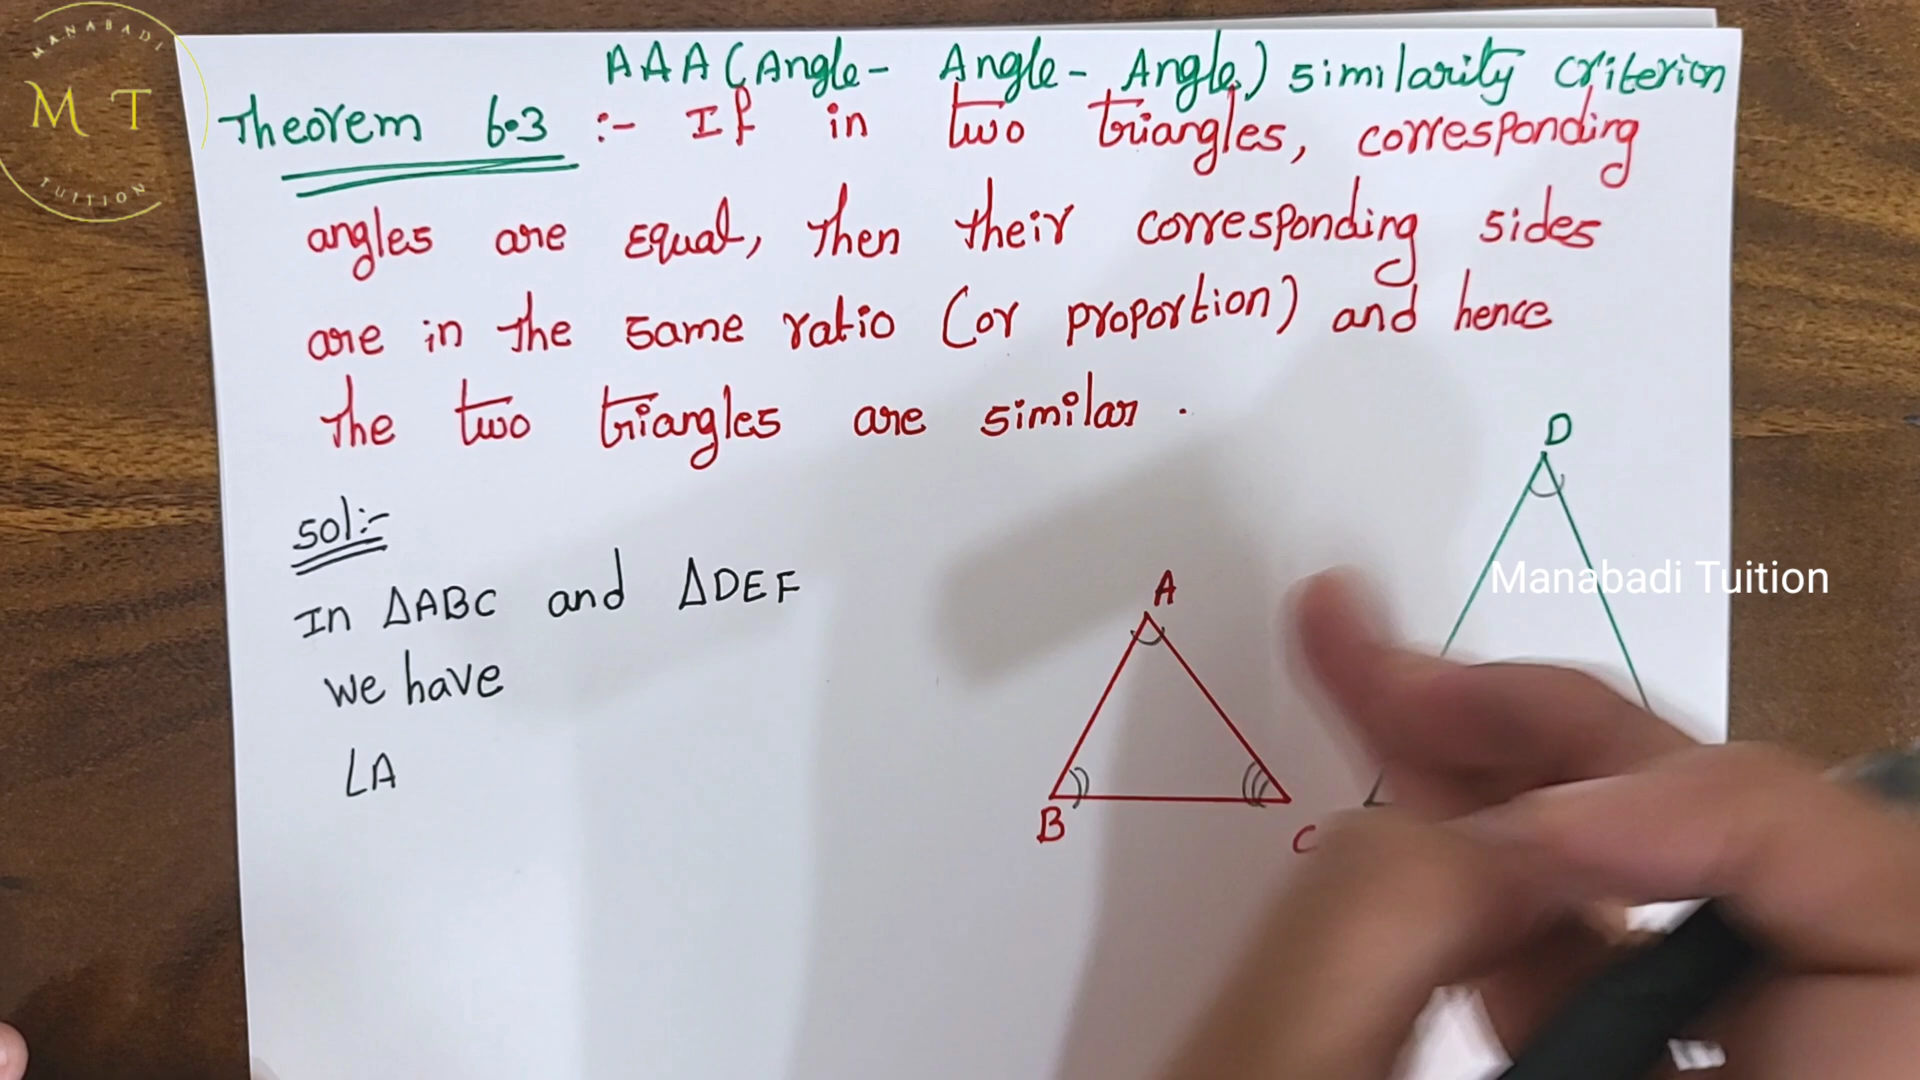 MANABADI
M T
TUITION
AAA (Angle- Angle- Angle) similarity criterion
Theorem 6.3 :- If in two triangles, corresponding
angles are equal, then their corresponding sides
are in the same ratio (or proportion) and hence
the two triangles are similar.
sol:-
In ΔABC and ΔDEF
we have
∠A
D
Manabadi Tuition
A
B
C